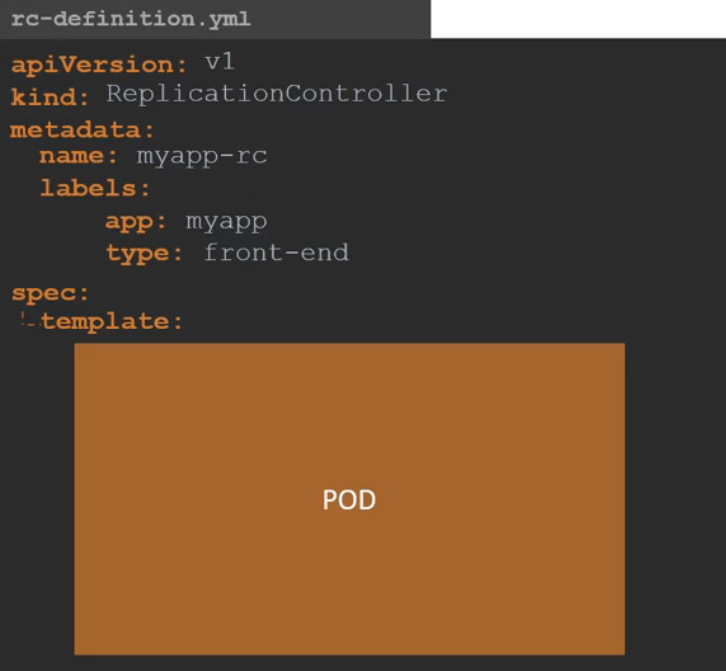 rc-definition.yml
apiVersion: v1
kind: ReplicationController
metadata:
  name: myapp-rc
  labels:
      app: myapp
      type: front-end
spec:
  template:
POD